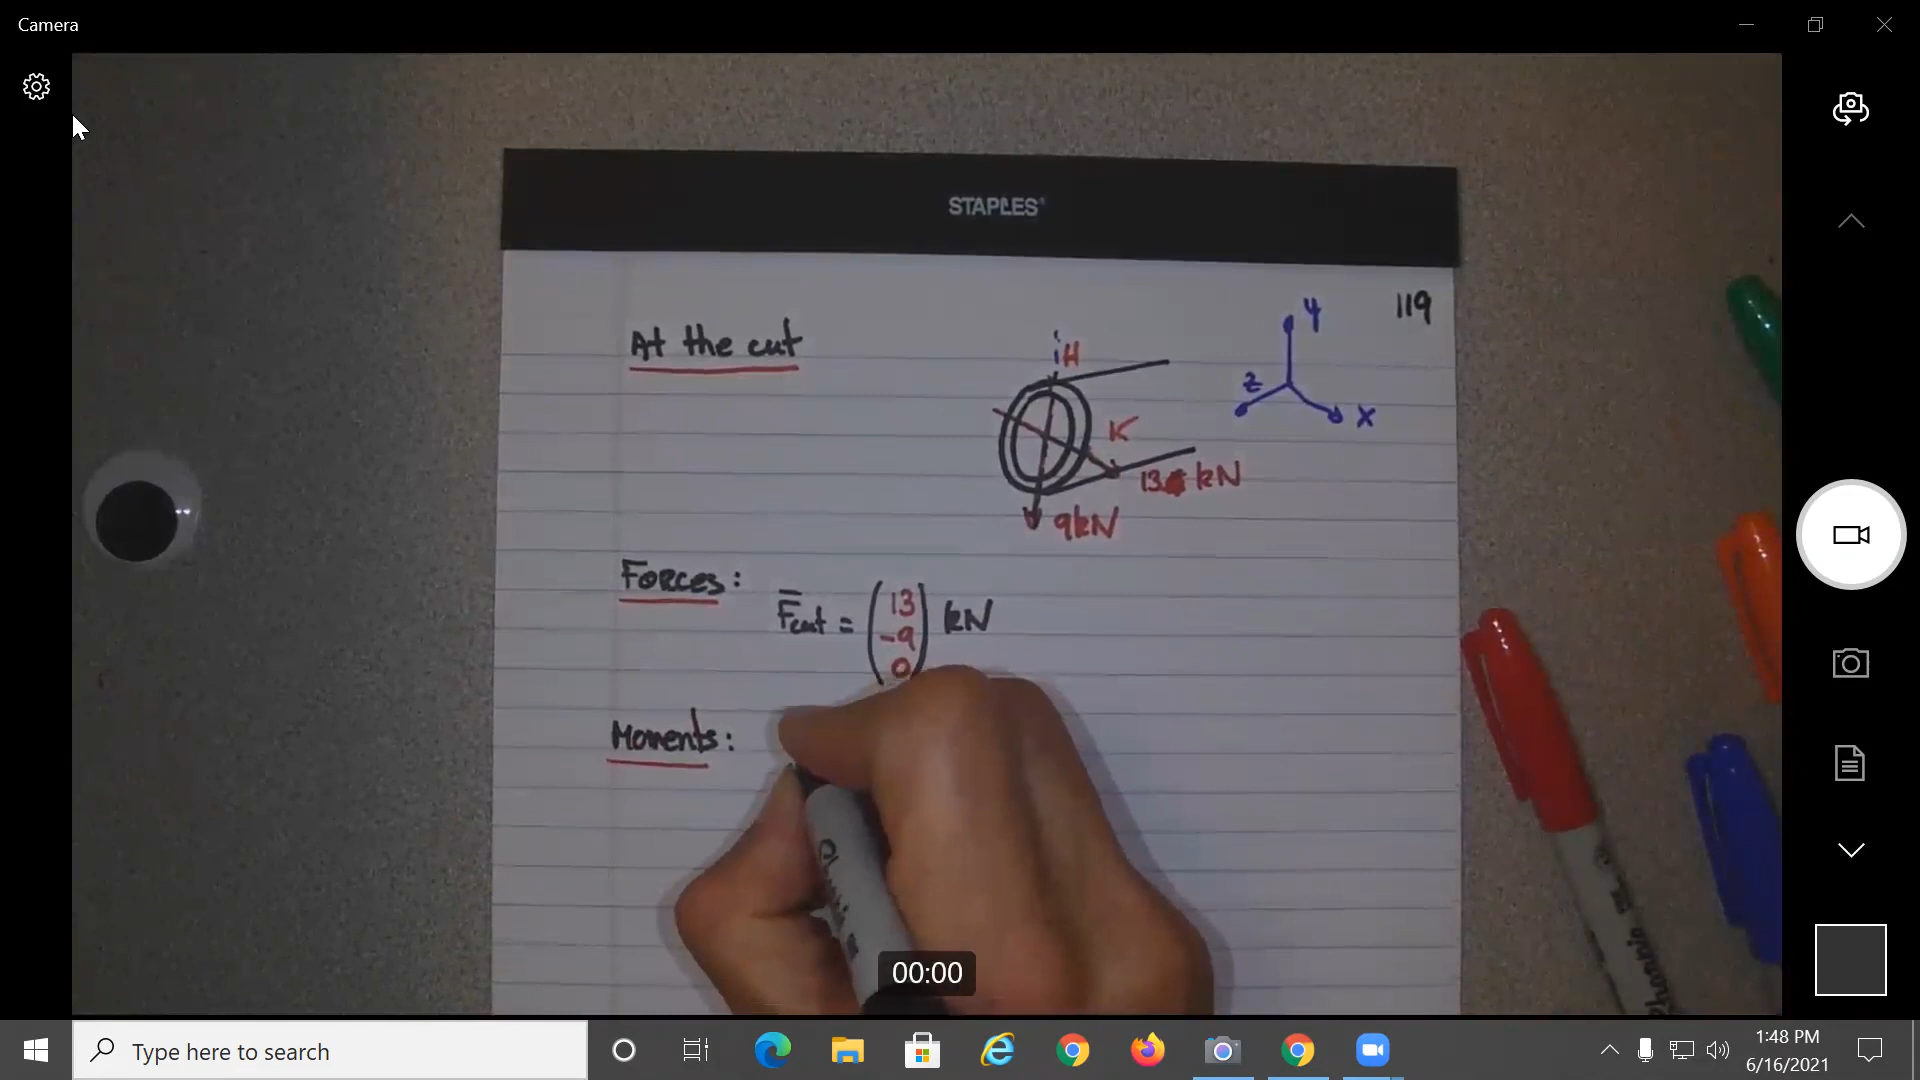 Camera
STAPLES
119
At the cut
H
Y
Z
X
K
13 kN
9kN
Forces:
F̅cut = (13 -9 0) kN
Moments:
00:00
Type here to search
1:48 PM
6/16/2021